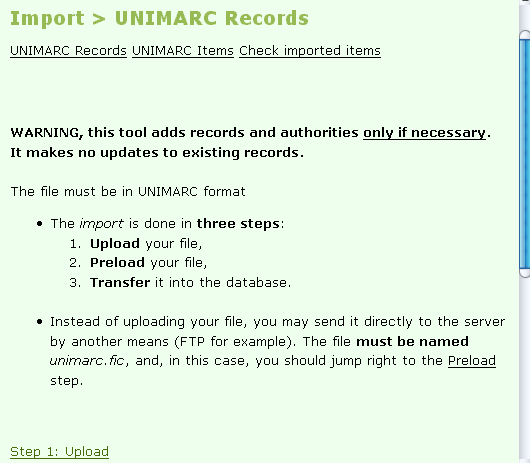 Import > UNIMARC Records
UNIMARC Records UNIMARC Items Check imported items
WARNING, this tool adds records and authorities only if necessary.
It makes no updates to existing records.
The file must be in UNIMARC format
• The import is done in three steps:
1. Upload your file,
2. Preload your file,
3. Transfer it into the database.
• Instead of uploading your file, you may send it directly to the server
by another means (FTP for example). The file must be named
unimarc.fic, and, in this case, you should jump right to the Preload
step.
Step 1: Upload